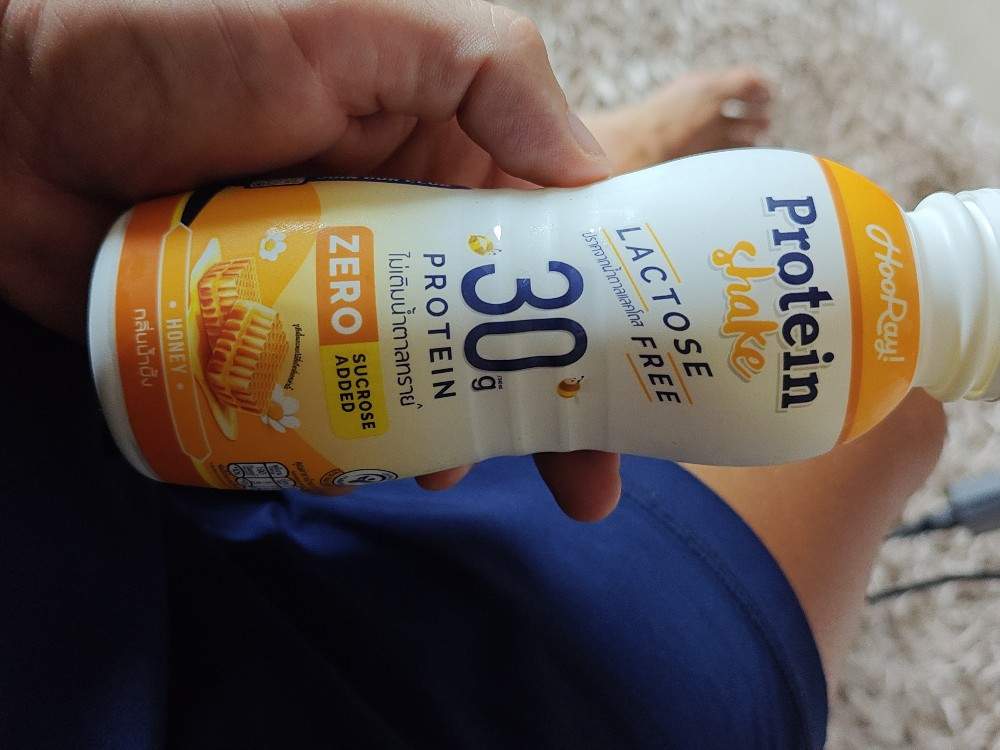 HooRay!
Protein
shake
LACTOSE FREE
ปราศจากน้ำตาลแลคโตส
30g
PROTEIN
ไม่เติมน้ำตาลทราย
ZERO
SUCROSE
ADDED
HONEY
กลิ่นน้ำผึ้ง